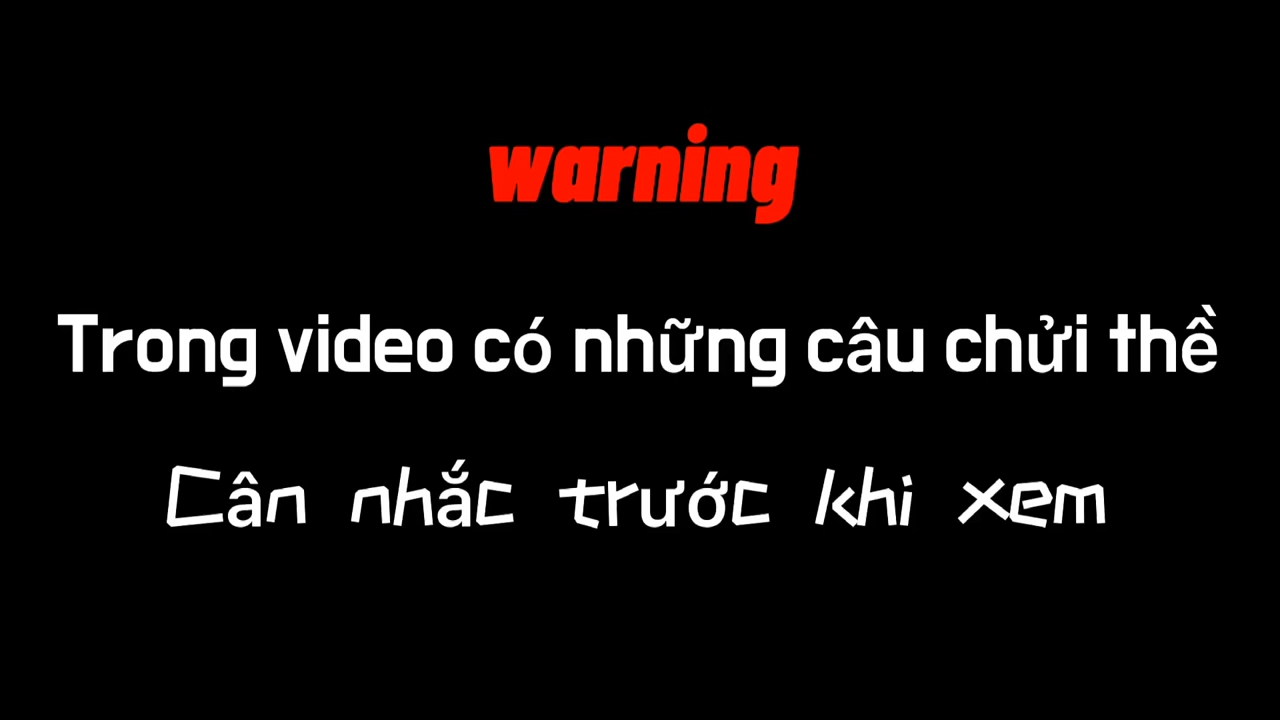 warning
Trong video có những câu chửi thề
Cân nhắc trước khi xem